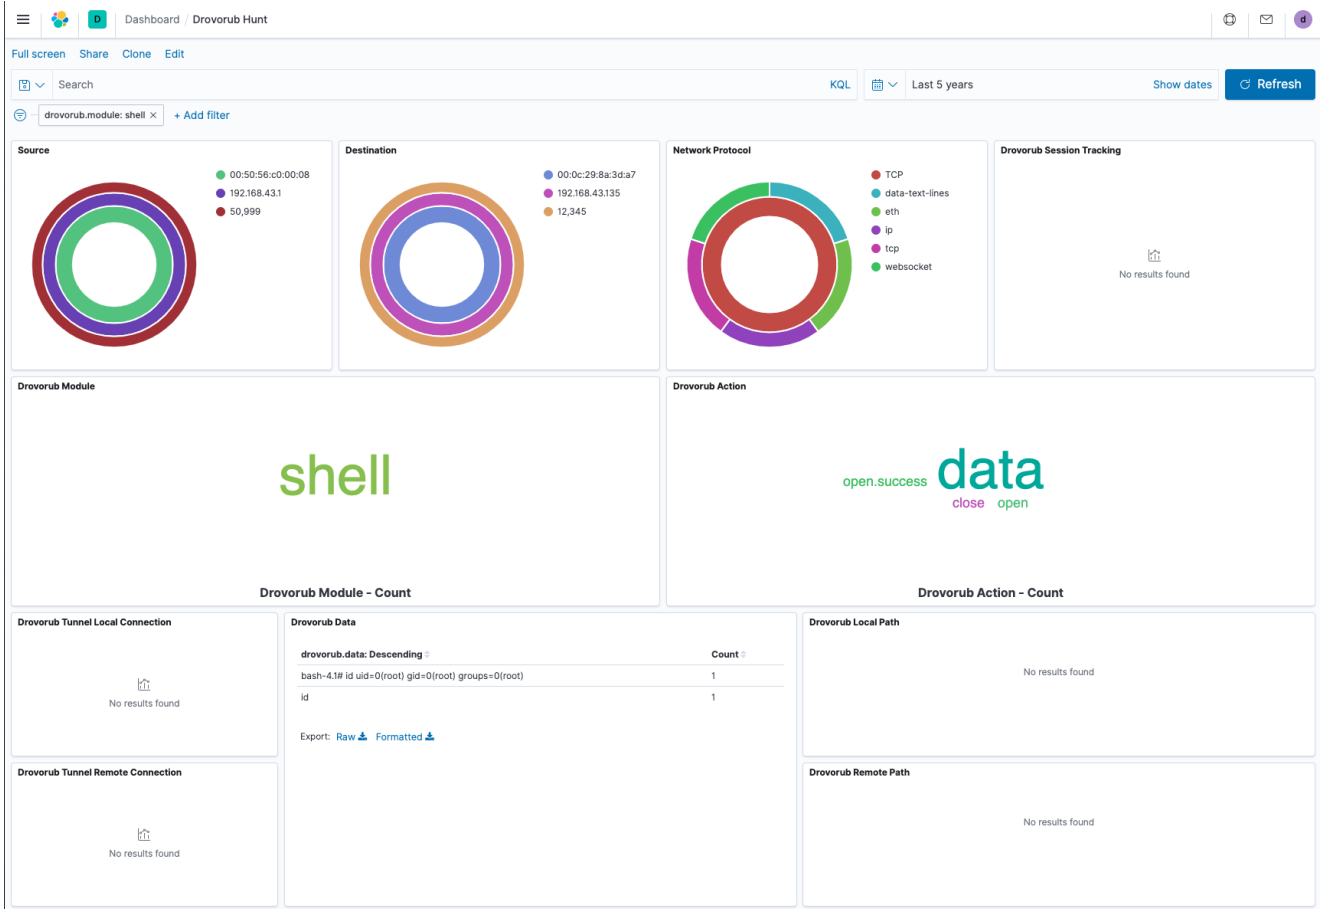 D Dashboard / Drovorub Hunt d
Full screen Share Clone Edit
Search KQL Last 5 years Show dates Refresh
drovorub.module: shell × + Add filter
Source
00:50:56:c0:00:08
192.168.43.1
50,999
Destination
00:0c:29:8a:3d:a7
192.168.43.135
12,345
Network Protocol
TCP
data-text-lines
eth
ip
tcp
websocket
Drovorub Session Tracking
No results found
Drovorub Module
shell
Drovorub Module - Count
Drovorub Action
open.success data
close open
Drovorub Action - Count
Drovorub Tunnel Local Connection
No results found
Drovorub Data
drovorub.data: Descending Count
bash-4.1# id uid=0(root) gid=0(root) groups=0(root) 1
id 1
Export: Raw Formatted
Drovorub Local Path
No results found
Drovorub Tunnel Remote Connection
No results found
Drovorub Remote Path
No results found